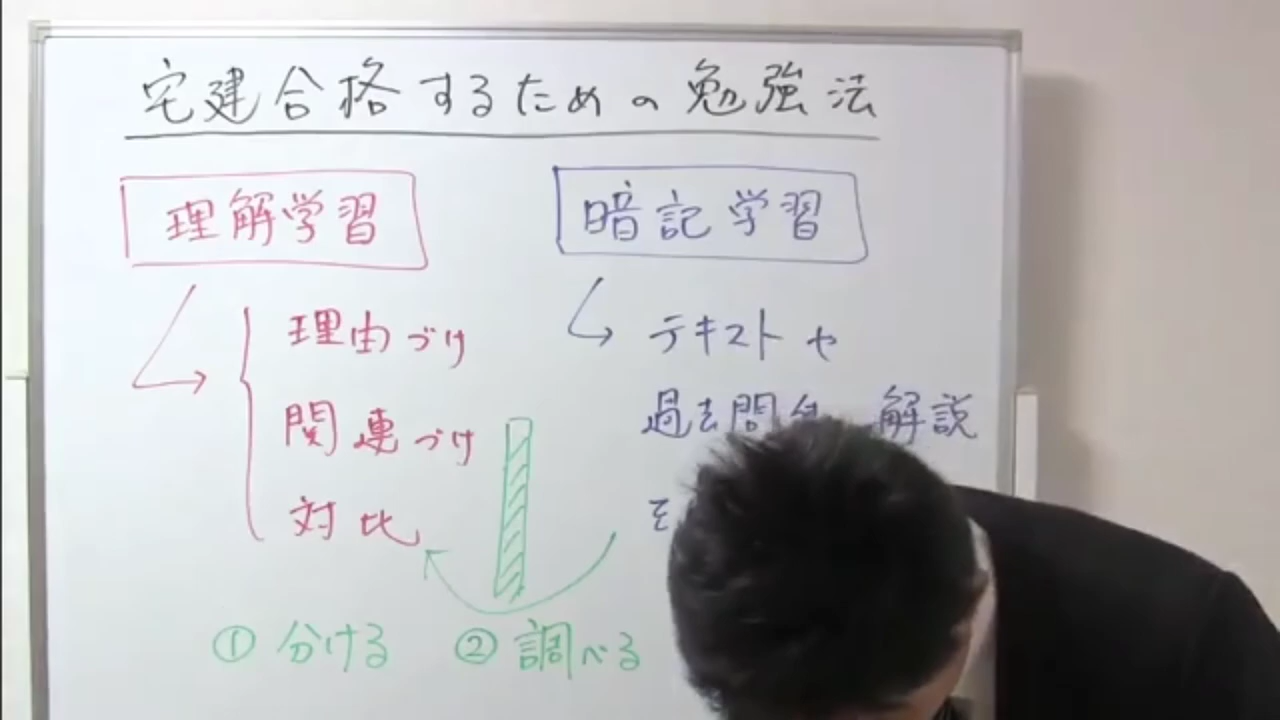 宅建合格するための勉強法
理解学習
理由づけ
関連づけ
対比
暗記学習
テキストや
過去問 解説
を
① 分ける ② 調べる